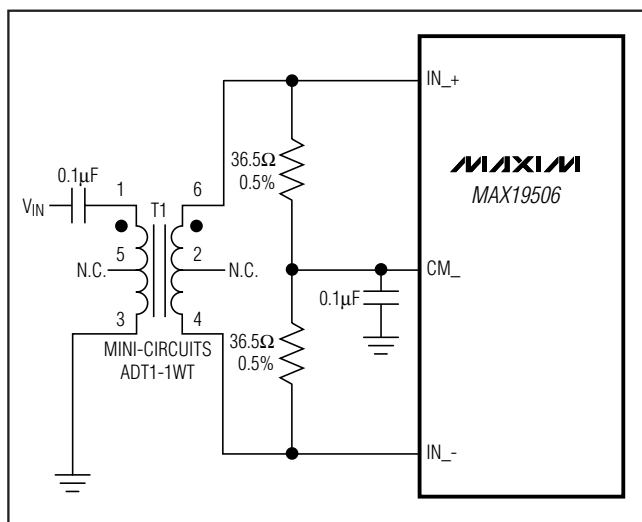 IN_+
36.5Ω
0.5%
MAXIM
MAX19506
0.1μF
1
6
T1
VIN
5
2
N.C.
N.C.
CM_
0.1μF
3
4
36.5Ω
0.5%
MINI-CIRCUITS
ADT1-1WT
IN_-